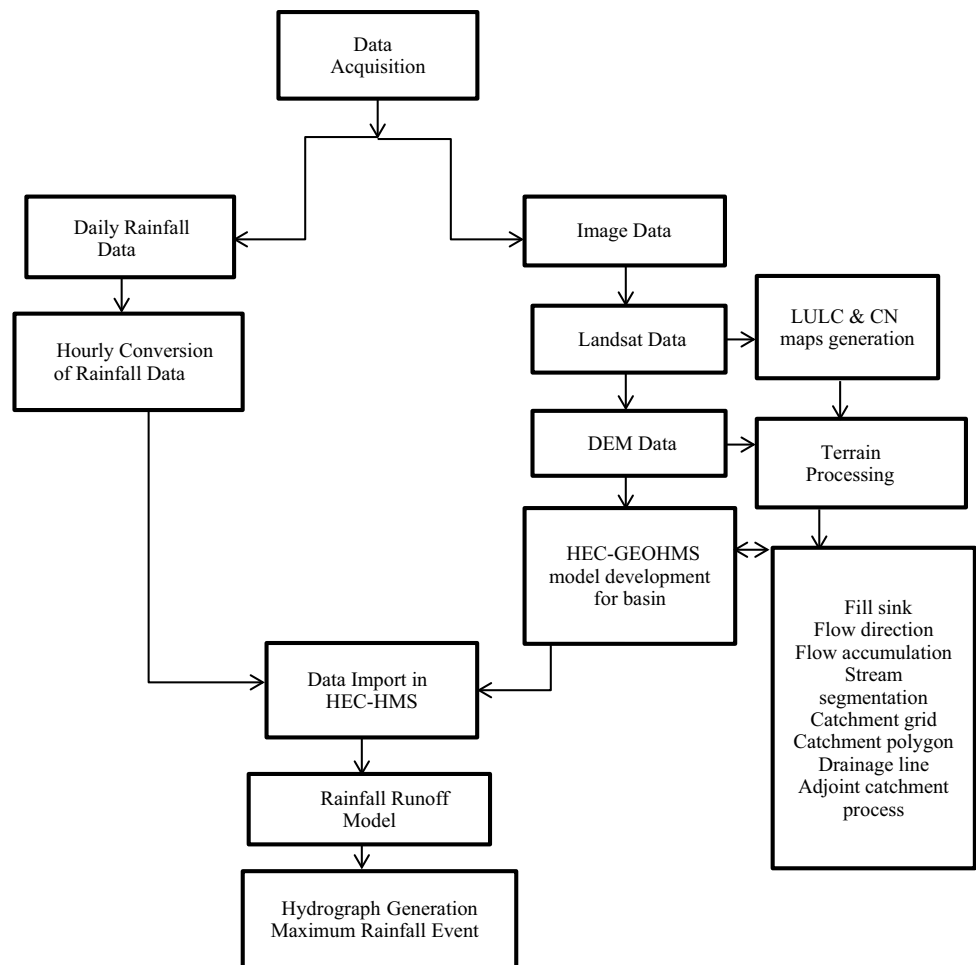 Data
Acquisition
Daily Rainfall
Data
Image Data
Hourly Conversion
of Rainfall Data
Landsat Data
LULC & CN
maps generation
DEM Data
Terrain
Processing
HEC-GEOHMS
model development
for basin
Fill sink
Flow direction
Flow accumulation
Stream
segmentation
Catchment grid
Catchment polygon
Drainage line
Adjoint catchment
process
Data Import in
HEC-HMS
Rainfall Runoff
Model
Hydrograph Generation
Maximum Rainfall Event